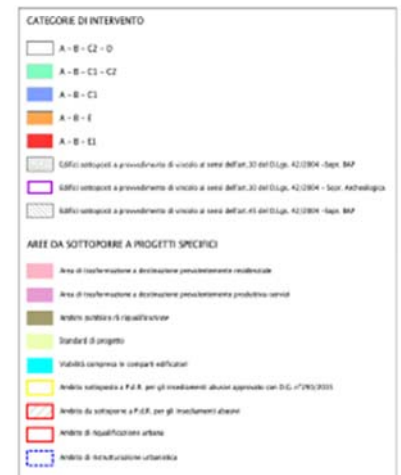 CATEGORIE DI INTERVENTO
A - B - C2 - D
A - B - C1 - C2
A - B - C1
A - B - E
A - B - E1
Edifici sottoposti a provvedimento di vincolo ai sensi dell'art.10 del D.Lgs. 42/2004 -Sopr. BAP
Edifici sottoposti a provvedimento di vincolo ai sensi dell'art.10 del D.Lgs. 42/2004 - Sopr. Archeologica
Edifici sottoposti a provvedimento di vincolo ai sensi dell'art.45 del D.Lgs. 42/2004 -Sopr. BAP
AREE DA SOTTOPORRE A PROGETTI SPECIFICI
Area di trasformazione a destinazione prevalentemente residenziale
Area di trasformazione a destinazione prevalentemente produttiva-servizi
Ambito pubblico di riqualificazione
Standard di progetto
Viabilità compresa in comparti edificatori
Ambito sottoposto a P.d.R. per gli insediamenti abusivi approvato con D.G. n°290/2015
Ambito da sottoporre a P.d.R. per gli insediamenti abusivi
Ambito di riqualificazione urbana
Ambito di ristrutturazione urbanistica